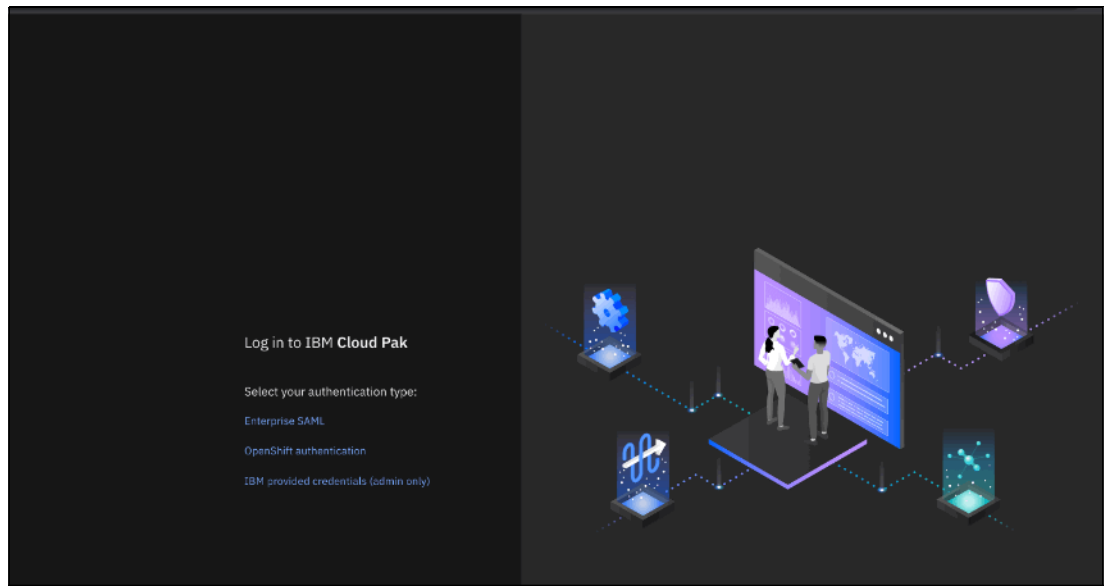 Log in to IBM Cloud Pak
Select your authentication type:
Enterprise SAML
OpenShift authentication
IBM provided credentials (admin only)